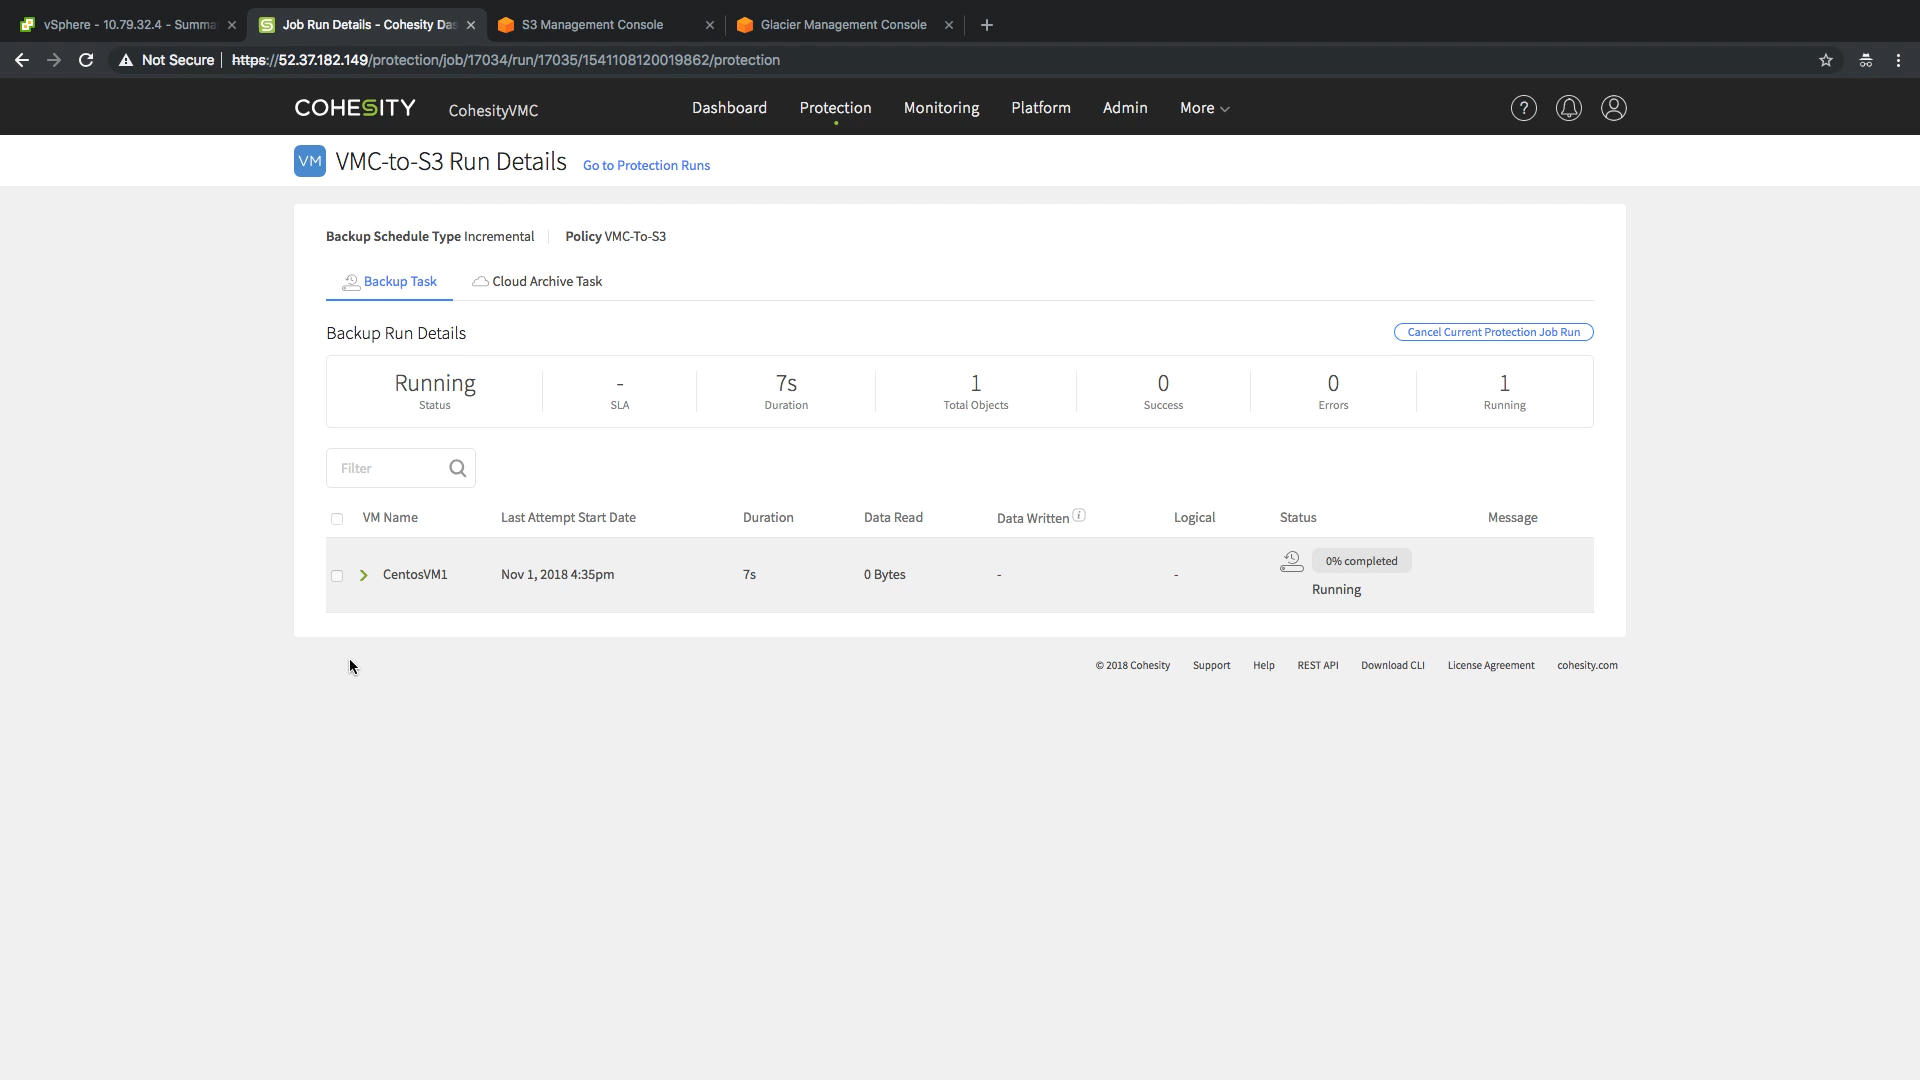 vSphere - 10.79.32.4 - Summa
Job Run Details - Cohesity Das
S3 Management Console
Glacier Management Console
Not Secure https://52.37.182.149/protection/job/17034/run/17035/1541108120019862/protection
COHESITY CohesityVMC Dashboard Protection Monitoring Platform Admin More ?
VM VMC-to-S3 Run Details Go to Protection Runs
Backup Schedule Type Incremental Policy VMC-To-S3
Backup Task Cloud Archive Task
Backup Run Details Cancel Current Protection Job Run
Running - 7s 1 0 0 1
Status SLA Duration Total Objects Success Errors Running
Filter
VM Name Last Attempt Start Date Duration Data Read Data Written i Logical Status Message
CentosVM1 Nov 1, 2018 4:35pm 7s 0 Bytes - - 0% completed
Running
© 2018 Cohesity Support Help REST API Download CLI License Agreement cohesity.com